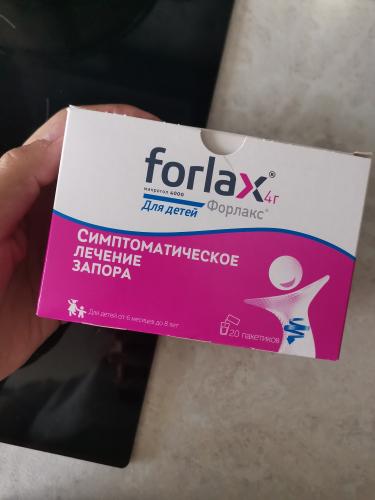 forlax®
4г
макрогол 4000
Для детей
Форлакс®
СИМПТОМАТИЧЕСКОЕ
ЛЕЧЕНИЕ
ЗАПОРА
Для детей от 6 месяцев до 8 лет
20 пакетиков